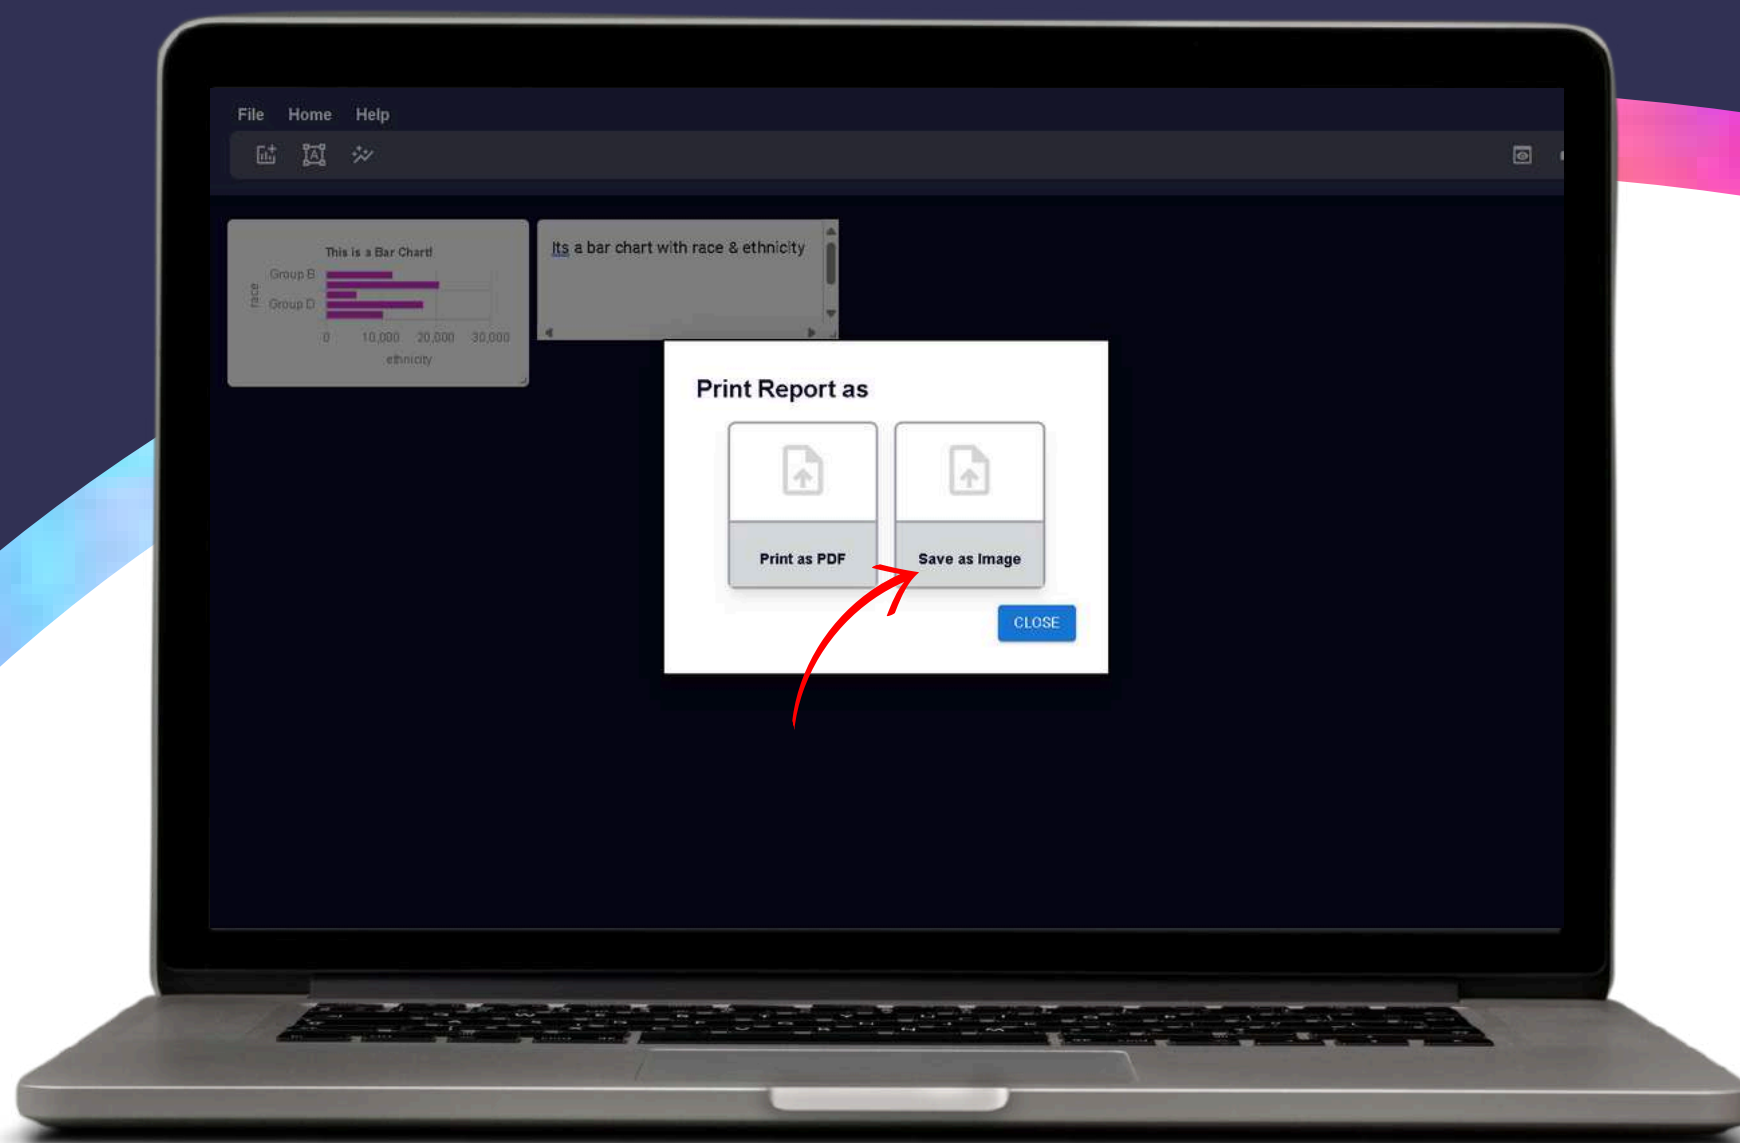 File Home Help
This is a Bar Chart!
Group B
race
Group D
0 10,000 20,000 30,000
ethnicity
Its a bar chart with race & ethnicity
Print Report as
Print as PDF Save as Image
CLOSE